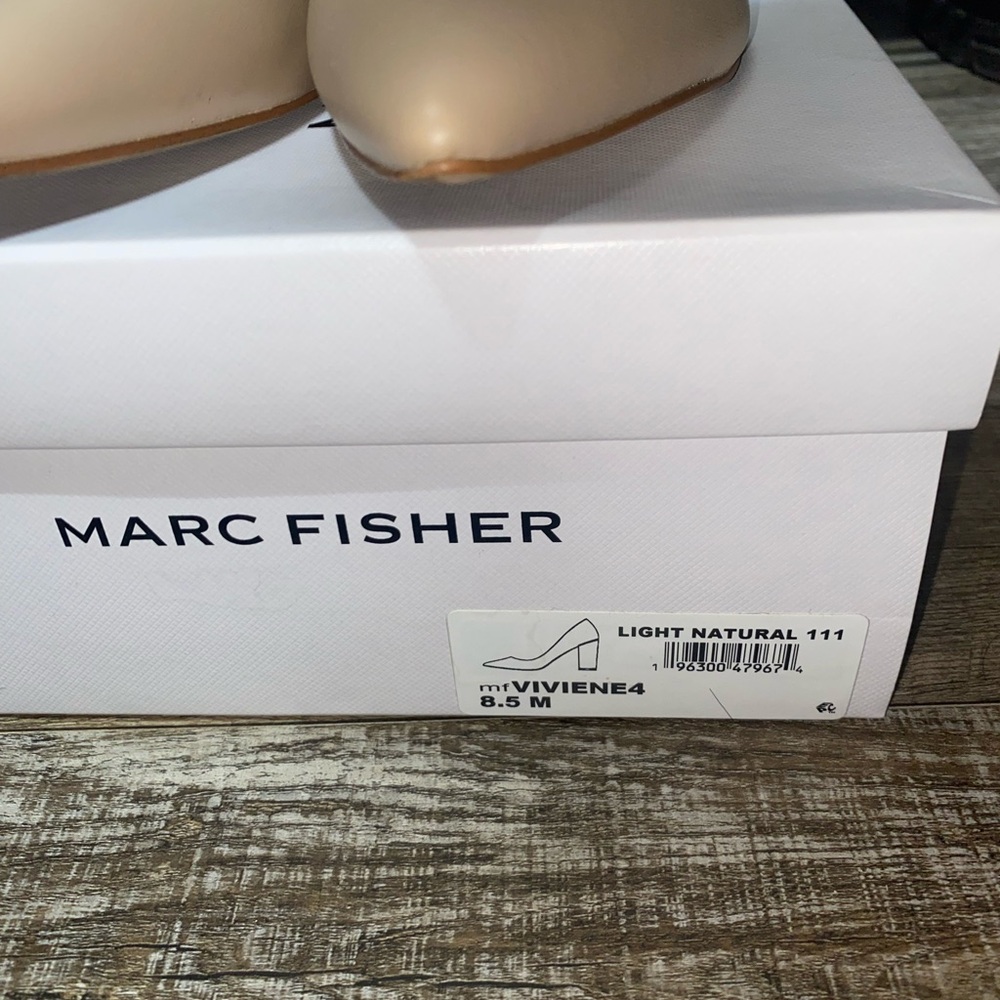 MARC FISHER
LIGHT NATURAL 111
1 96300 47967 4
mfVIVIENE4
8.5 M